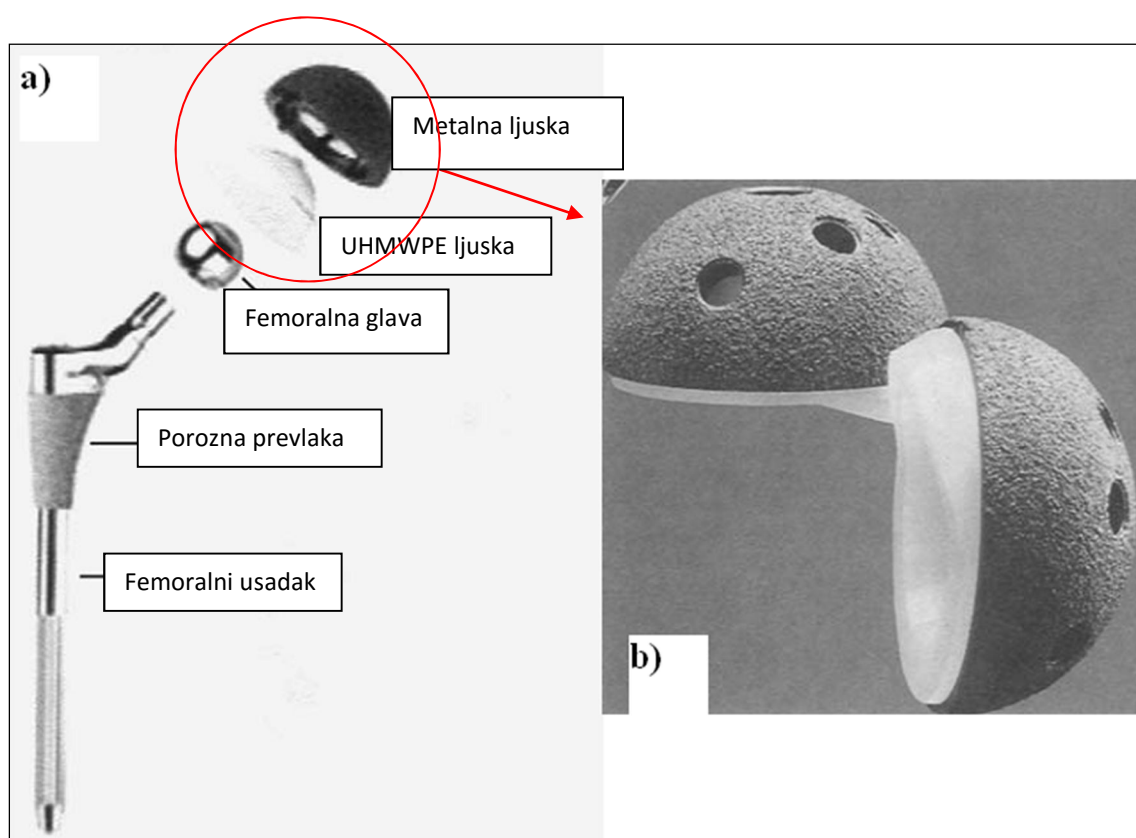 a)
Metalna ljuska
UHMWPE ljuska
Femoralna glava
Porozna prevlaka
Femoralni usadak
b)